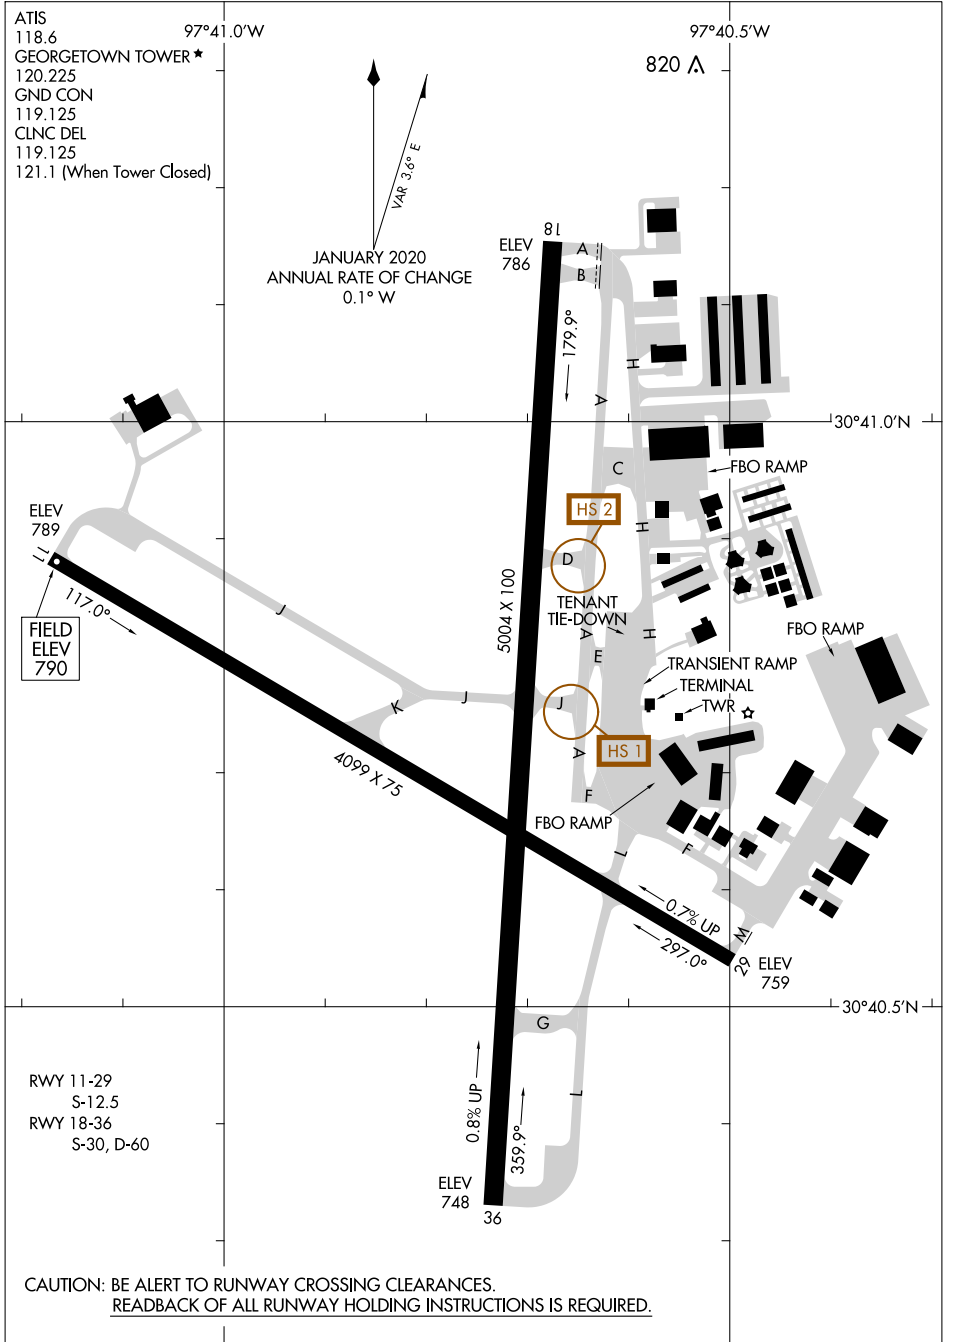 ATIS
118.6
GEORGETOWN TOWER★
120.225
GND CON
119.125
CLNC DEL
119.125
121.1 (When Tower Closed)
97°41.0'W
97°40.5'W
820
VAR 3.6° E
JANUARY 2020
ANNUAL RATE OF CHANGE
0.1° W
ELEV
786
18
A
B
179.9°
H
A
30°41.0'N
C
FBO RAMP
HS 2
H
ELEV
789
11
D
117.0°
5004 X 100
TENANT
TIE-DOWN
J
FIELD
ELEV
790
A
H
E
FBO RAMP
TRANSIENT RAMP
TERMINAL
TWR
K
J
J
HS 1
A
4099 X 75
F
FBO RAMP
L
F
0.7% UP
297.0°
M
29
ELEV
759
30°40.5'N
G
RWY 11-29
S-12.5
RWY 18-36
S-30, D-60
0.8% UP
359.9°
L
ELEV
748
36
CAUTION: BE ALERT TO RUNWAY CROSSING CLEARANCES.
READBACK OF ALL RUNWAY HOLDING INSTRUCTIONS IS REQUIRED.